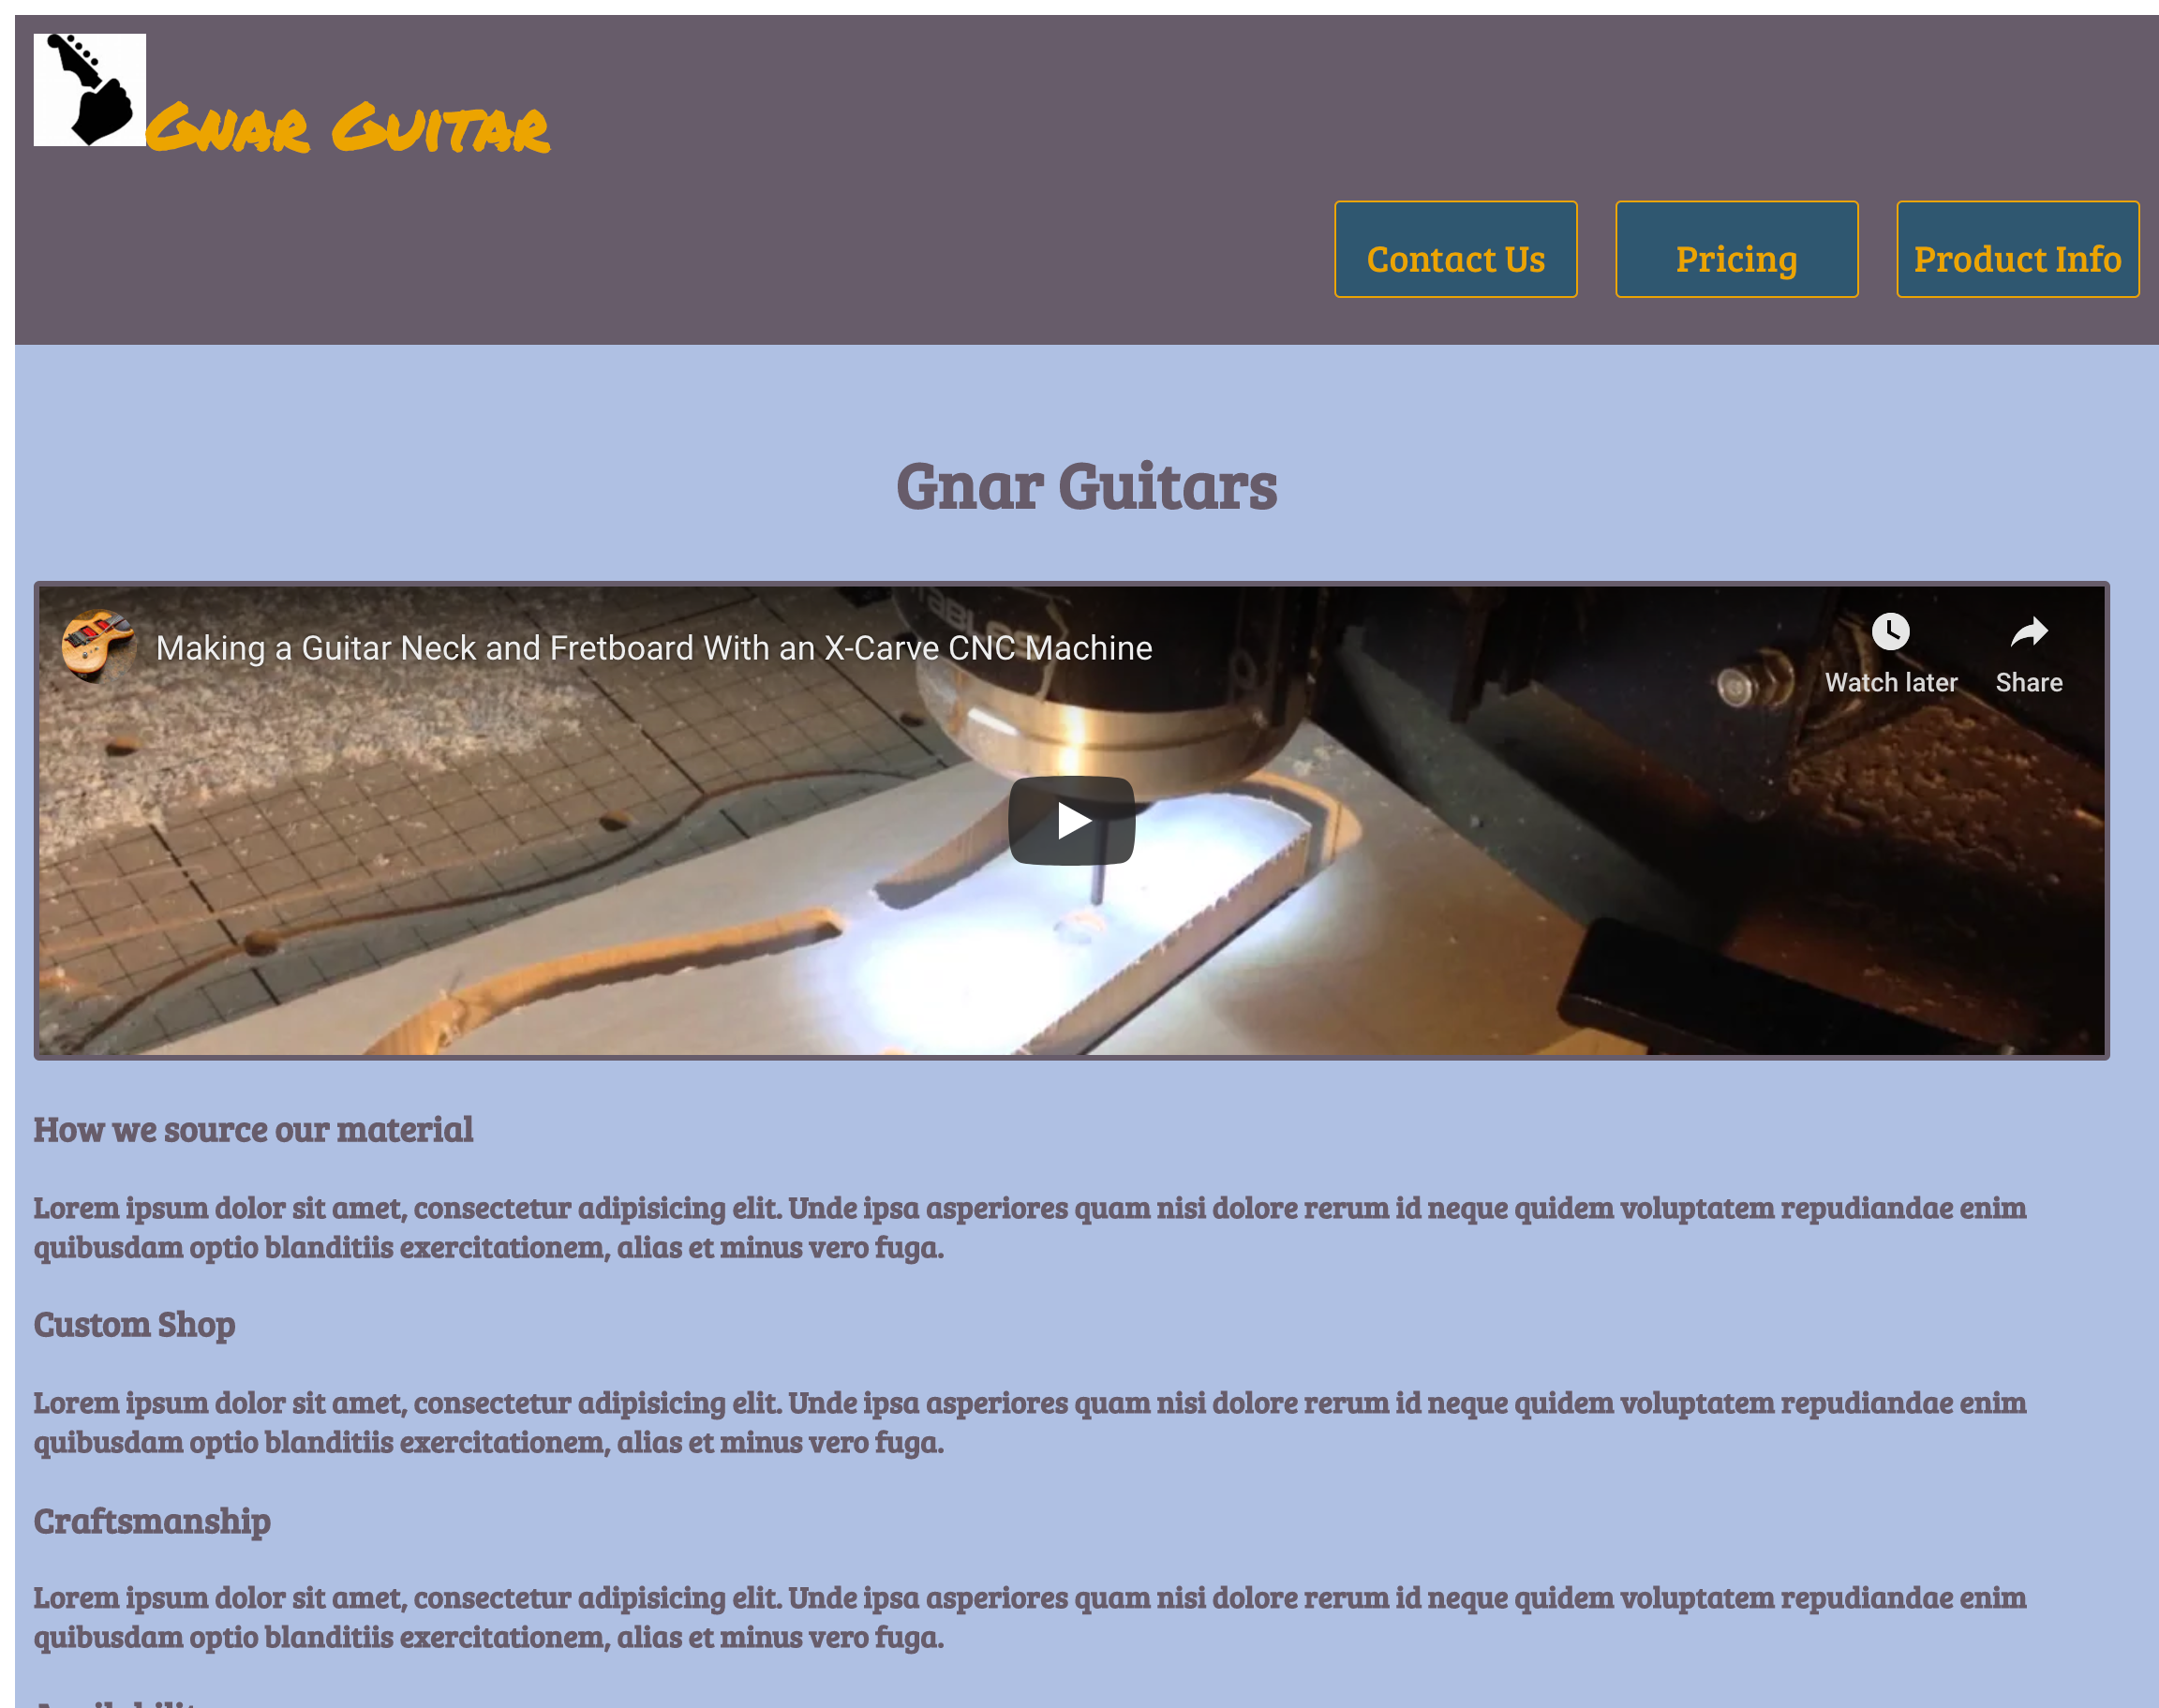 Gnar Guitar
Contact Us
Pricing
Product Info
Gnar Guitars
Making a Guitar Neck and Fretboard With an X-Carve CNC Machine
Watch later
Share
How we source our material
Lorem ipsum dolor sit amet, consectetur adipisicing elit. Unde ipsa asperiores quam nisi dolore rerum id neque quidem voluptatem repudiandae enim
quibusdam optio blanditiis exercitationem, alias et minus vero fuga.
Custom Shop
Lorem ipsum dolor sit amet, consectetur adipisicing elit. Unde ipsa asperiores quam nisi dolore rerum id neque quidem voluptatem repudiandae enim
quibusdam optio blanditiis exercitationem, alias et minus vero fuga.
Craftsmanship
Lorem ipsum dolor sit amet, consectetur adipisicing elit. Unde ipsa asperiores quam nisi dolore rerum id neque quidem voluptatem repudiandae enim
quibusdam optio blanditiis exercitationem, alias et minus vero fuga.